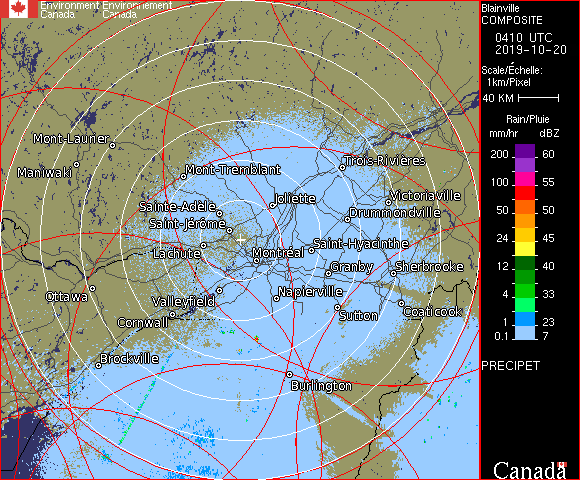 Environment Environnement
Canada Canada
Blainville
COMPOSITE
0410 UTC
2019-10-20
Scale/Échelle:
1km/Pixel
40 KM
Rain/Pluie
mm/hr dBZ
200 60
100 55
50 50
24 45
12 40
4 33
1 23
0.1 7
PRECIPET
Canada
Mont-Laurier
Maniwaki
Mont-Tremblant
Trois-Rivières
Joliette
Victoriaville
Sainte-Adèle
Drummondville
Saint-Jérôme
Saint-Hyacinthe
Lachute
Montréal
Granby
Sherbrooke
Ottawa
Valleyfield
Napierville
Cornwall
Sutton
Coaticook
Brockville
Burlington